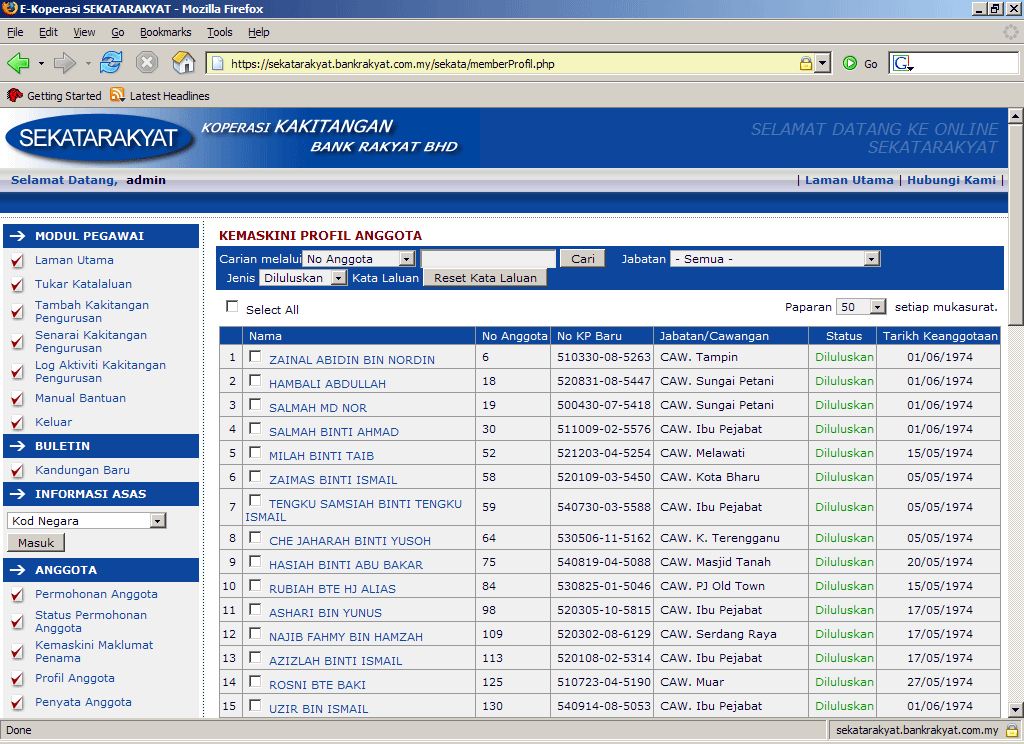 E-Koperasi SEKATARAKYAT - Mozilla Firefox
File Edit View Go Bookmarks Tools Help
https://sekatarakyat.bankrakyat.com.my/sekata/memberProfil.php Go G
Getting Started Latest Headlines
SEKATARAKYAT KOPERASI KAKITANGAN
BANK RAKYAT BHD
SELAMAT DATANG KE ONLINE
SEKATARAKYAT
Selamat Datang, admin | Laman Utama | Hubungi Kami |
MODUL PEGAWAI
Laman Utama
Tukar Katalaluan
Tambah Kakitangan
Pengurusan
Senarai Kakitangan
Pengurusan
Log Aktiviti Kakitangan
Pengurusan
Manual Bantuan
Keluar
BULETIN
Kandungan Baru
INFORMASI ASAS
Kod Negara
Masuk
ANGGOTA
Permohonan Anggota
Status Permohonan
Anggota
Kemaskini Maklumat
Penama
Profil Anggota
Penyata Anggota
KEMASKINI PROFIL ANGGOTA
Carian melalui No Anggota Cari Jabatan - Semua -
Jenis Diluluskan Kata Laluan Reset Kata Laluan
Select All Paparan 50 setiap mukasurat.
Nama No Anggota No KP Baru Jabatan/Cawangan Status Tarikh Keanggotaan
1 ZAINAL ABIDIN BIN NORDIN 6 510330-08-5263 CAW. Tampin Diluluskan 01/06/1974
2 HAMBALI ABDULLAH 18 520831-08-5447 CAW. Sungai Petani Diluluskan 01/06/1974
3 SALMAH MD NOR 19 500430-07-5418 CAW. Sungai Petani Diluluskan 01/06/1974
4 SALMAH BINTI AHMAD 30 511009-02-5576 CAW. Ibu Pejabat Diluluskan 01/06/1974
5 MILAH BINTI TAIB 52 521203-04-5254 CAW. Melawati Diluluskan 15/05/1974
6 ZAIMAS BINTI ISMAIL 58 520109-03-5450 CAW. Kota Bharu Diluluskan 05/05/1974
7 TENGKU SAMSIAH BINTI TENGKU
ISMAIL 59 540730-03-5588 CAW. Ibu Pejabat Diluluskan 05/05/1974
8 CHE JAHARAH BINTI YUSOH 64 530506-11-5162 CAW. K. Terengganu Diluluskan 05/05/1974
9 HASIAH BINTI ABU BAKAR 75 540819-04-5088 CAW. Masjid Tanah Diluluskan 20/05/1974
10 RUBIAH BTE HJ ALIAS 84 530825-01-5046 CAW. PJ Old Town Diluluskan 15/05/1974
11 ASHARI BIN YUNUS 98 520305-10-5815 CAW. Ibu Pejabat Diluluskan 17/05/1974
12 NAJIB FAHMY BIN HAMZAH 109 520302-08-6129 CAW. Serdang Raya Diluluskan 17/05/1974
13 AZIZLAH BINTI ISMAIL 113 520108-02-5314 CAW. Ibu Pejabat Diluluskan 17/05/1974
14 ROSNI BTE BAKI 125 510723-04-5190 CAW. Muar Diluluskan 27/05/1974
15 UZIR BIN ISMAIL 130 540914-08-5053 CAW. Ibu Pejabat Diluluskan 01/06/1974
Done sekatarakyat.bankrakyat.com.my